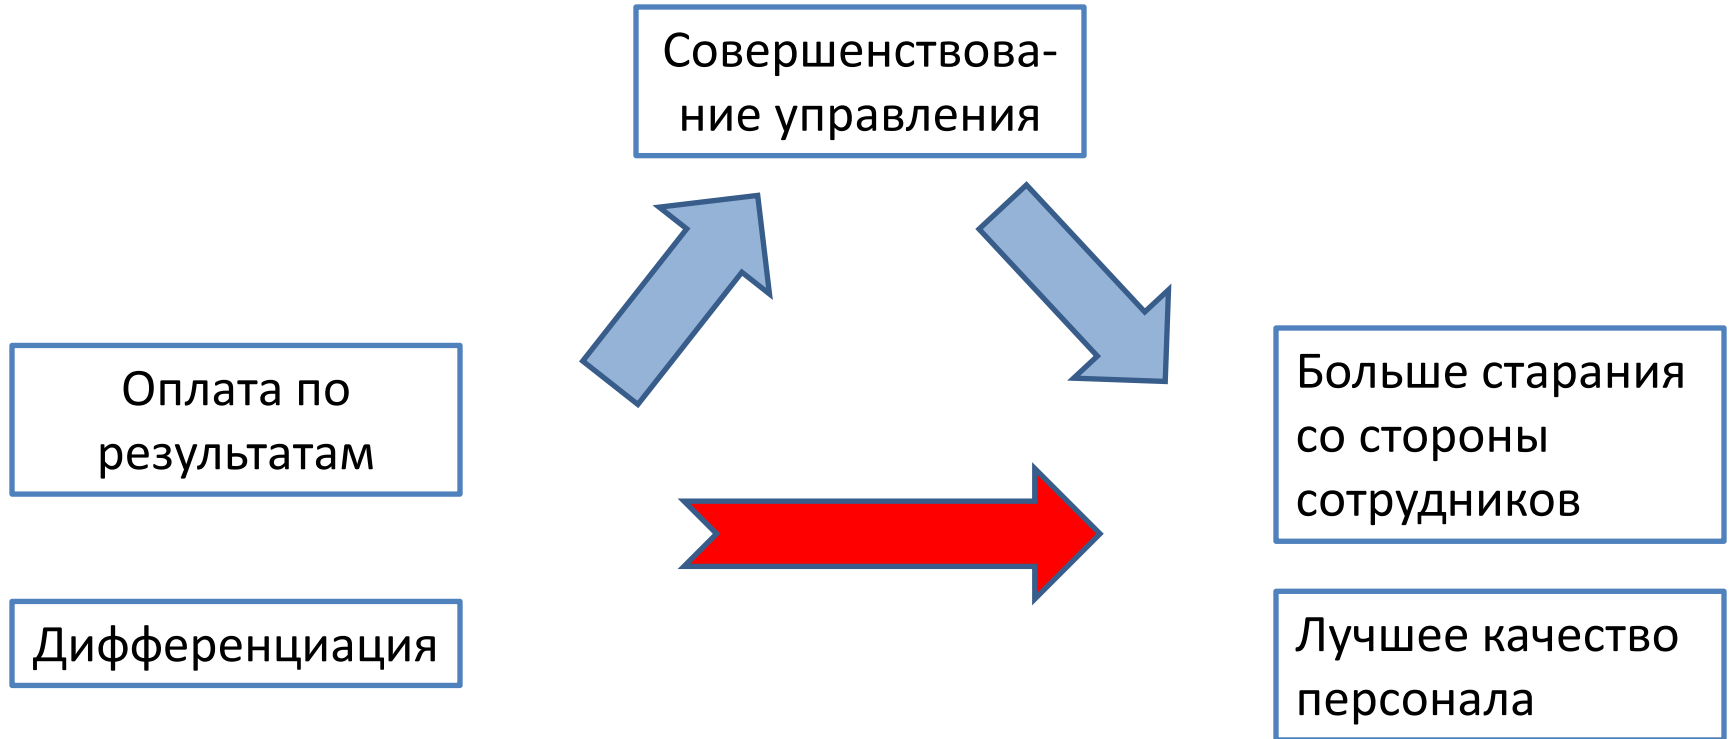 Совершенствова-
ние управления
Оплата по
результатам
Больше старания
со стороны
сотрудников
Дифференциация
Лучшее качество
персонала